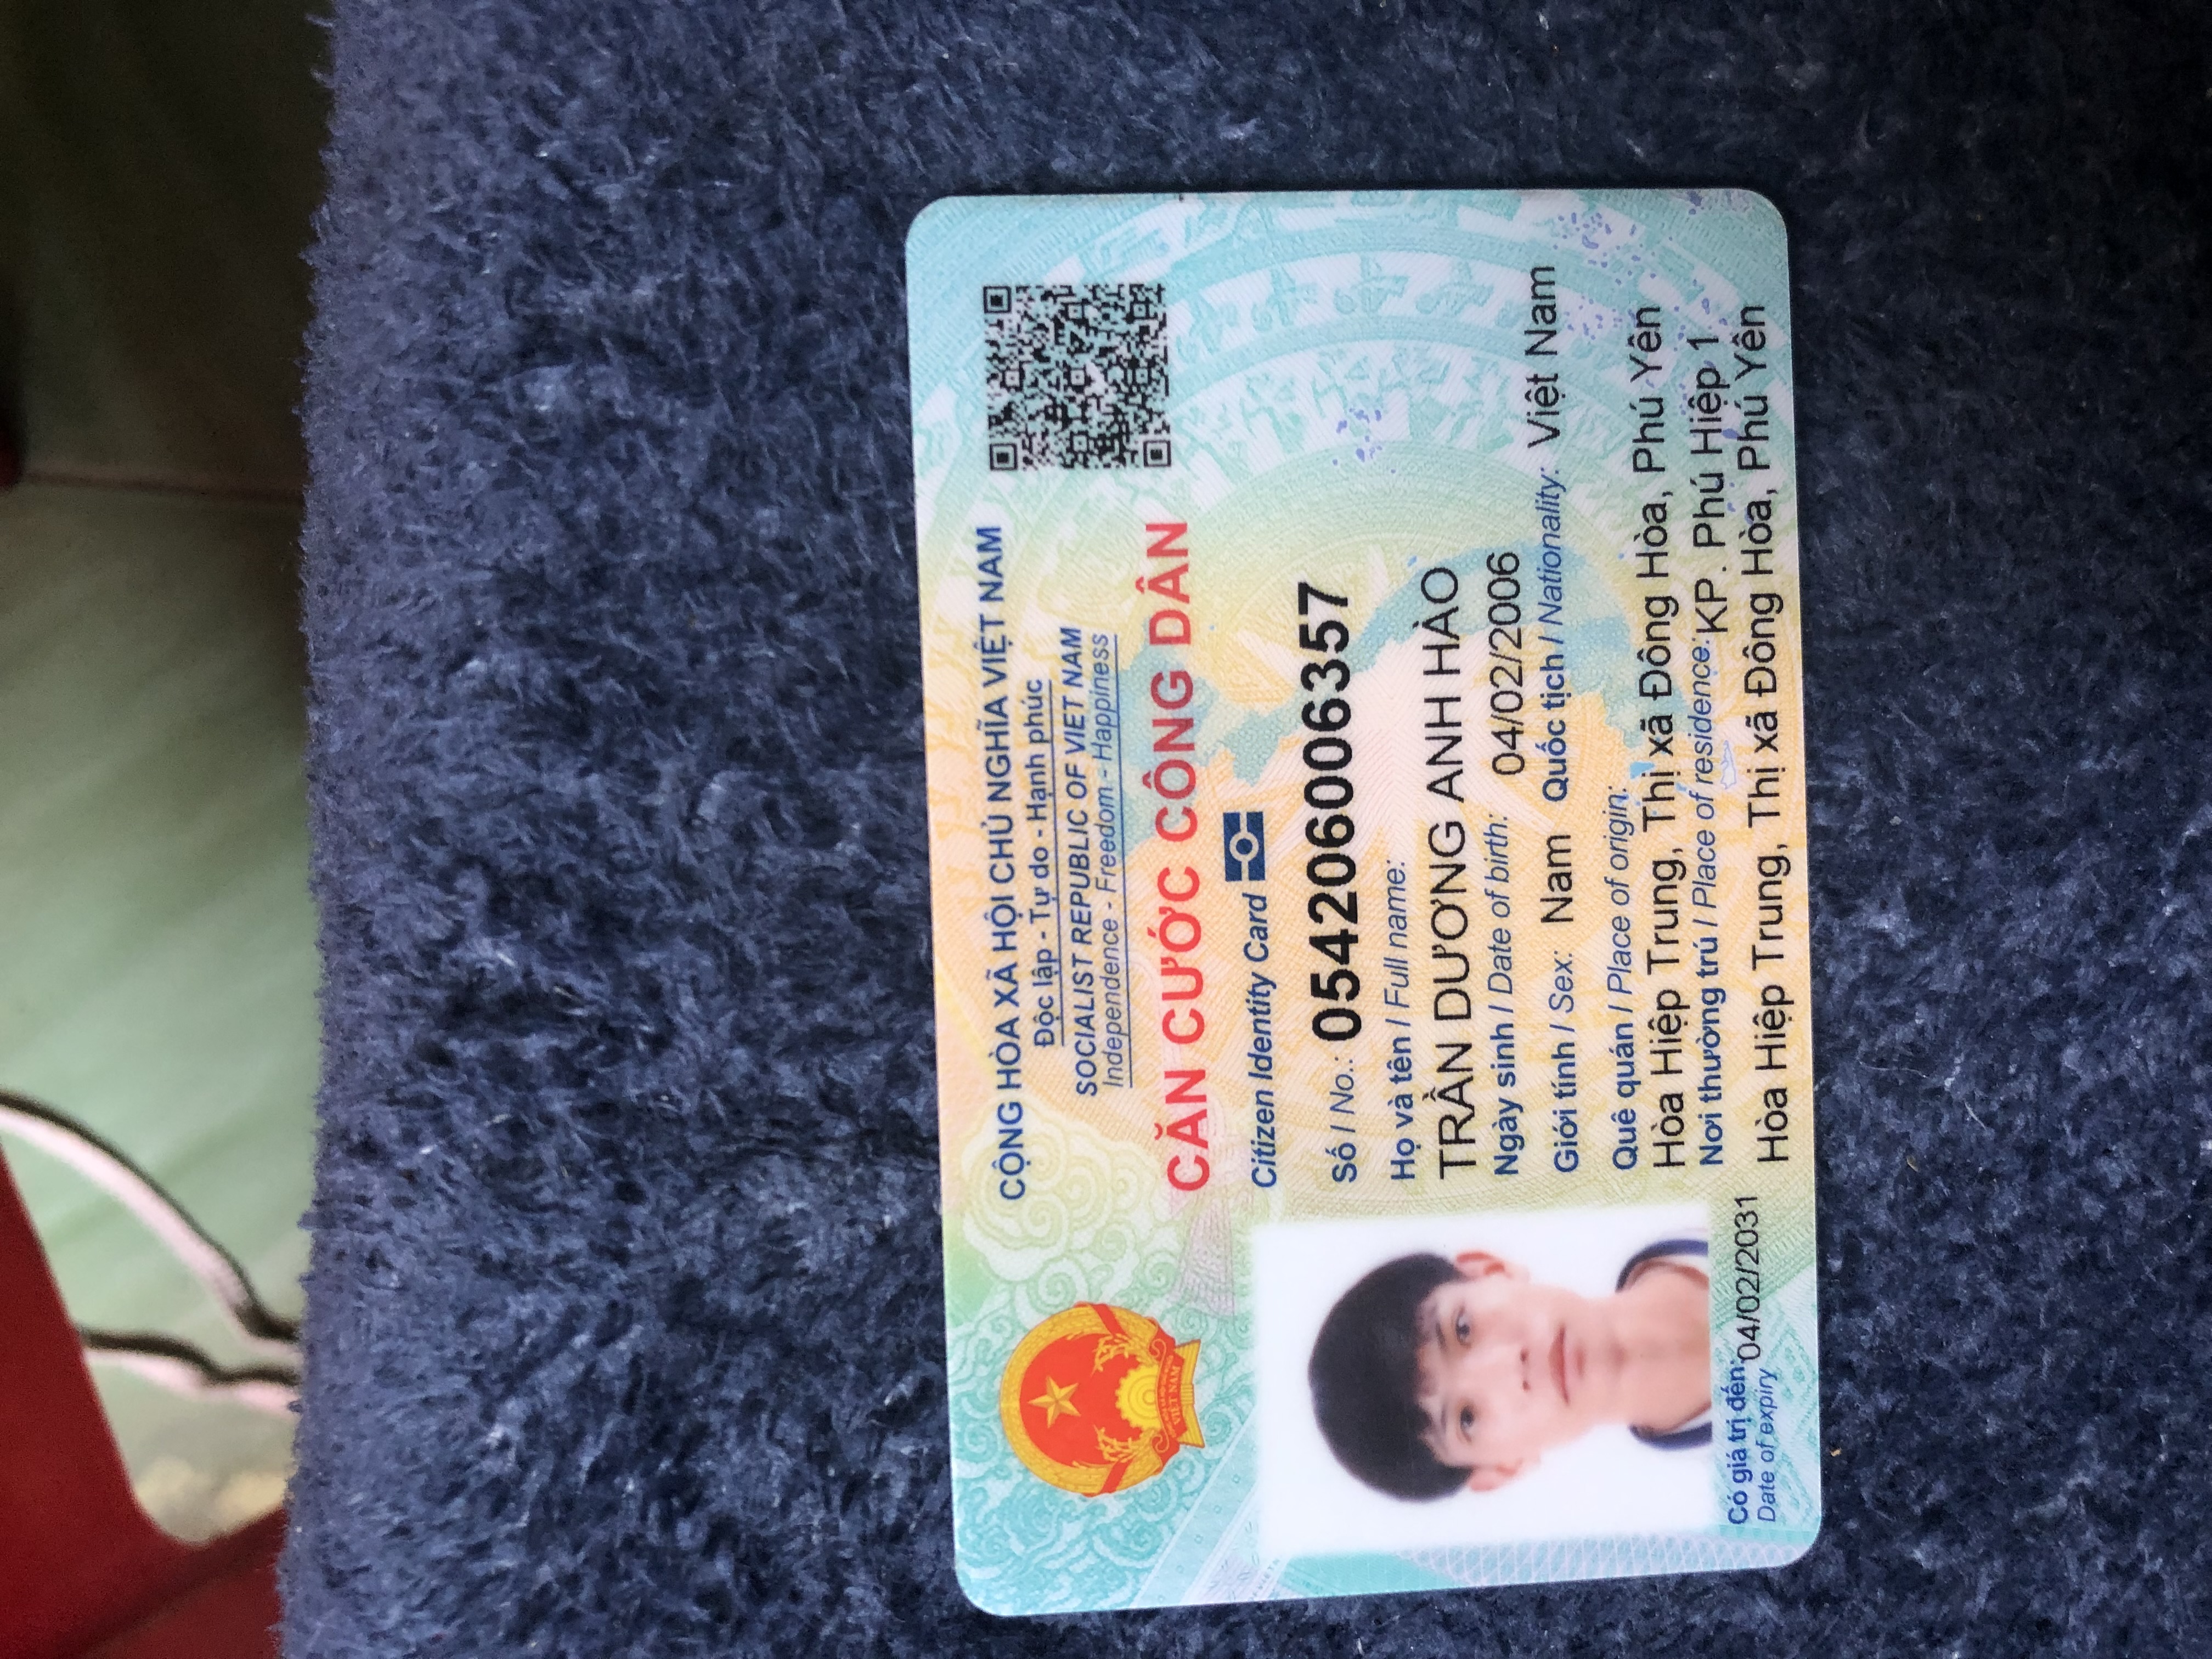 CỘNG HÒA XÃ HỘI CHỦ NGHĨA VIỆT NAM
Độc lập - Tự do - Hạnh phúc
SOCIALIST REPUBLIC OF VIET NAM
Independence - Freedom - Happiness
CĂN CƯỚC CÔNG DÂN
Citizen Identity Card
Số / No.: 054206006357
Họ và tên / Full name:
TRẦN DƯƠNG ANH HÀO
Ngày sinh / Date of birth: 04/02/2006
Giới tính / Sex: Nam Quốc tịch / Nationality: Việt Nam
Quê quán / Place of origin:
Hòa Hiệp Trung, Thị xã Đông Hòa, Phú Yên
Nơi thường trú / Place of residence: KP. Phú Hiệp 1
Hòa Hiệp Trung, Thị xã Đông Hòa, Phú Yên
Có giá trị đến: 04/02/2031
Date of expiry
VIỆT NAM